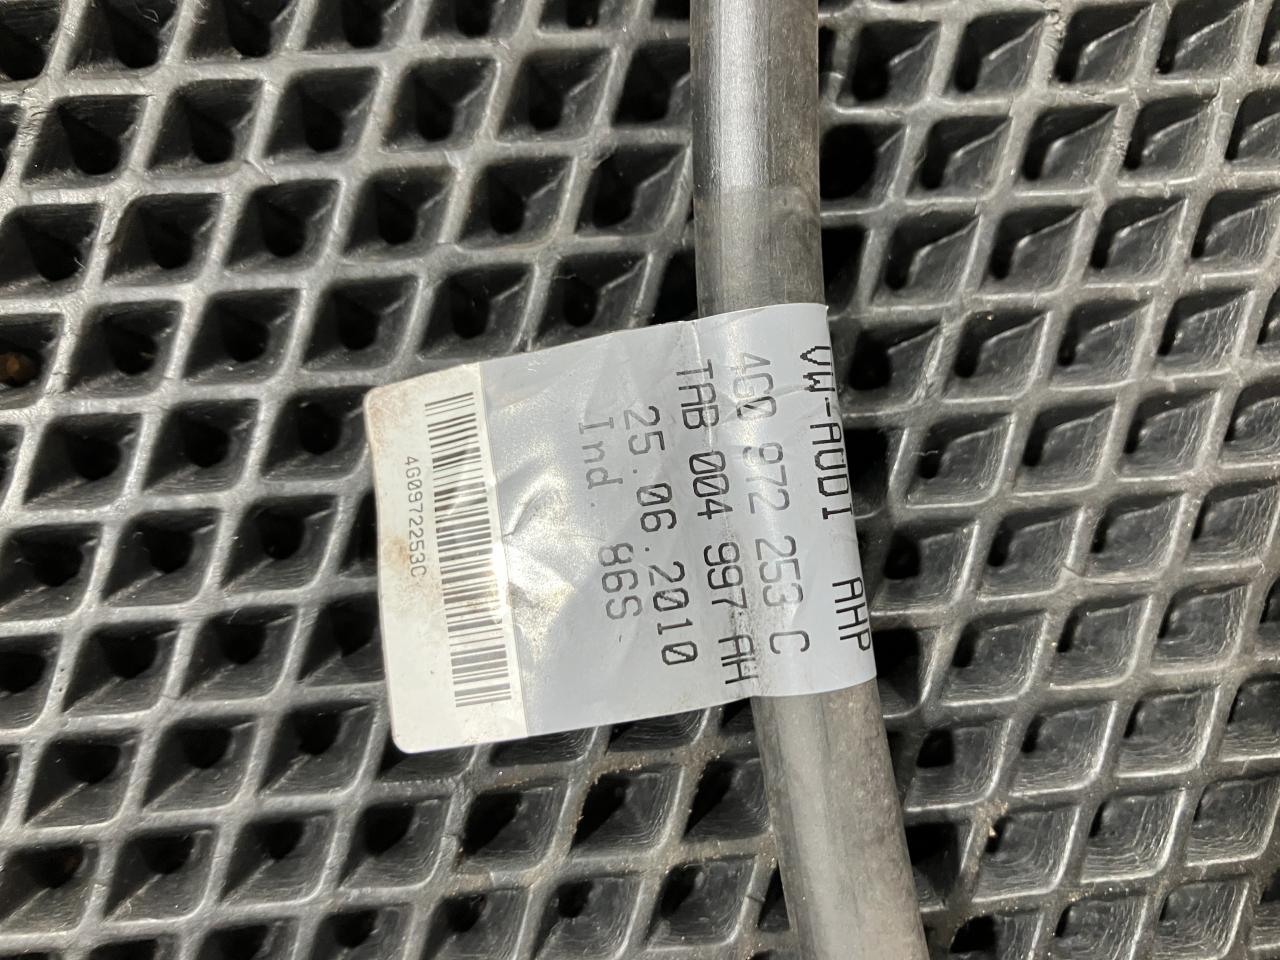 VW-AUDI AHP
4G0 972 253 C
TAB 004 997 AH
25.06.2010
Ind. 86S
4G0972253C